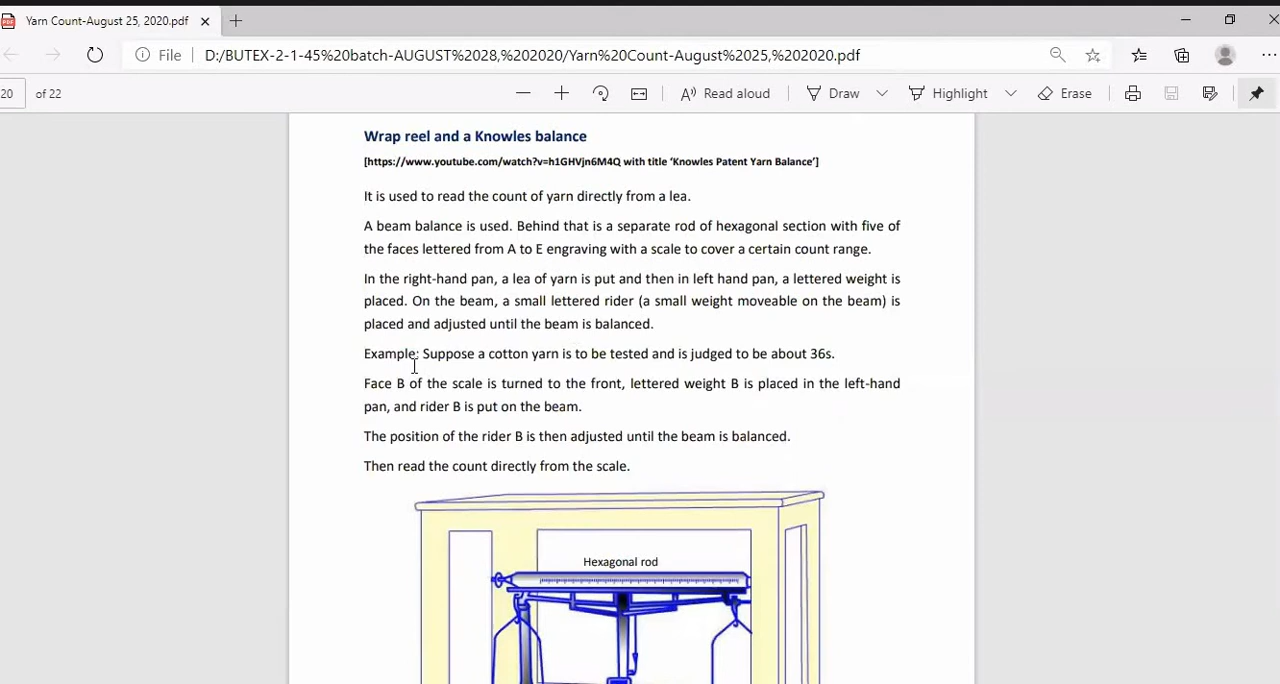 Yarn Count-August 25, 2020.pdf
File D:/BUTEX-2-1-45%20batch-AUGUST%2028,%202020/Yarn%20Count-August%2025,%202020.pdf
20 of 22 Read aloud Draw Highlight Erase
Wrap reel and a Knowles balance
[https://www.youtube.com/watch?v=h1GHVjn6M4Q with title ‘Knowles Patent Yarn Balance’]
It is used to read the count of yarn directly from a lea.
A beam balance is used. Behind that is a separate rod of hexagonal section with five of
the faces lettered from A to E engraving with a scale to cover a certain count range.
In the right-hand pan, a lea of yarn is put and then in left hand pan, a lettered weight is
placed. On the beam, a small lettered rider (a small weight moveable on the beam) is
placed and adjusted until the beam is balanced.
Example: Suppose a cotton yarn is to be tested and is judged to be about 36s.
Face B of the scale is turned to the front, lettered weight B is placed in the left-hand
pan, and rider B is put on the beam.
The position of the rider B is then adjusted until the beam is balanced.
Then read the count directly from the scale.
Hexagonal rod